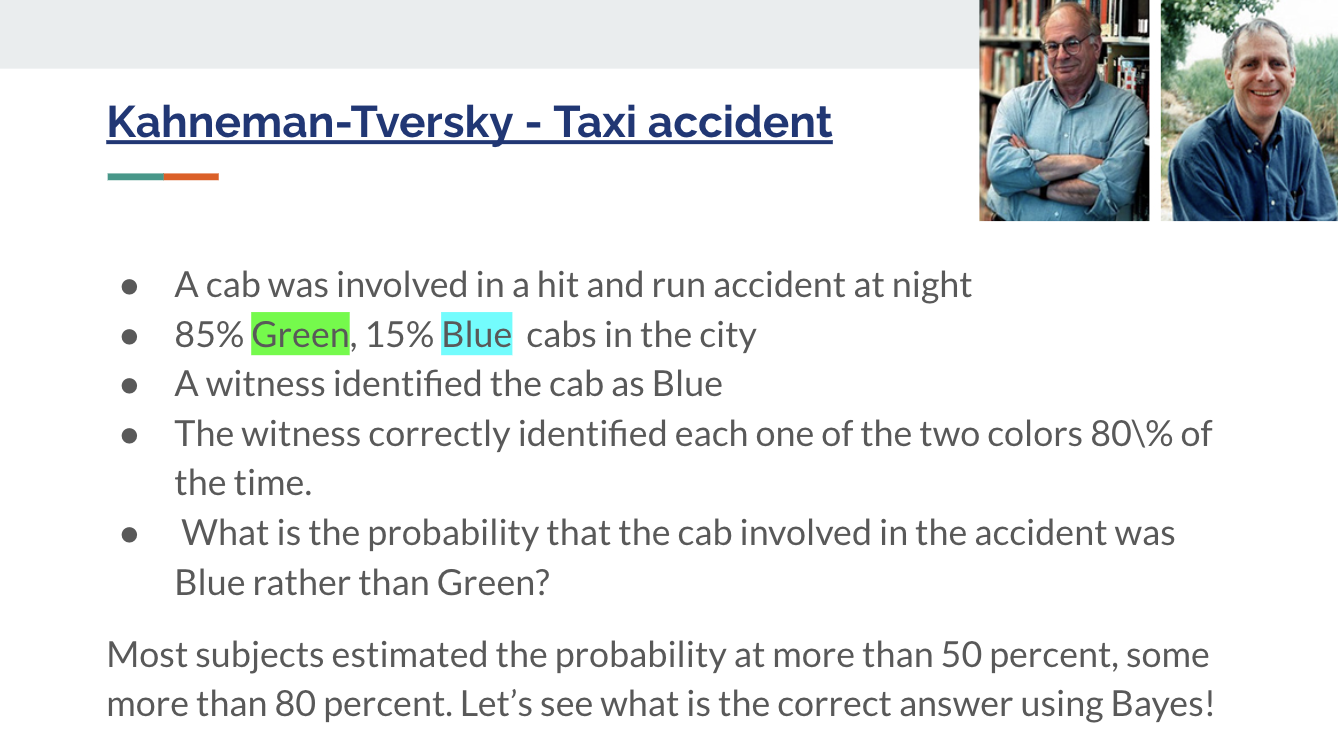 Kahneman-Tversky - Taxi accident
● A cab was involved in a hit and run accident at night
● 85% Green, 15% Blue cabs in the city
● A witness identified the cab as Blue
● The witness correctly identified each one of the two colors 80\% of
the time.
● What is the probability that the cab involved in the accident was
Blue rather than Green?
Most subjects estimated the probability at more than 50 percent, some
more than 80 percent. Let’s see what is the correct answer using Bayes!